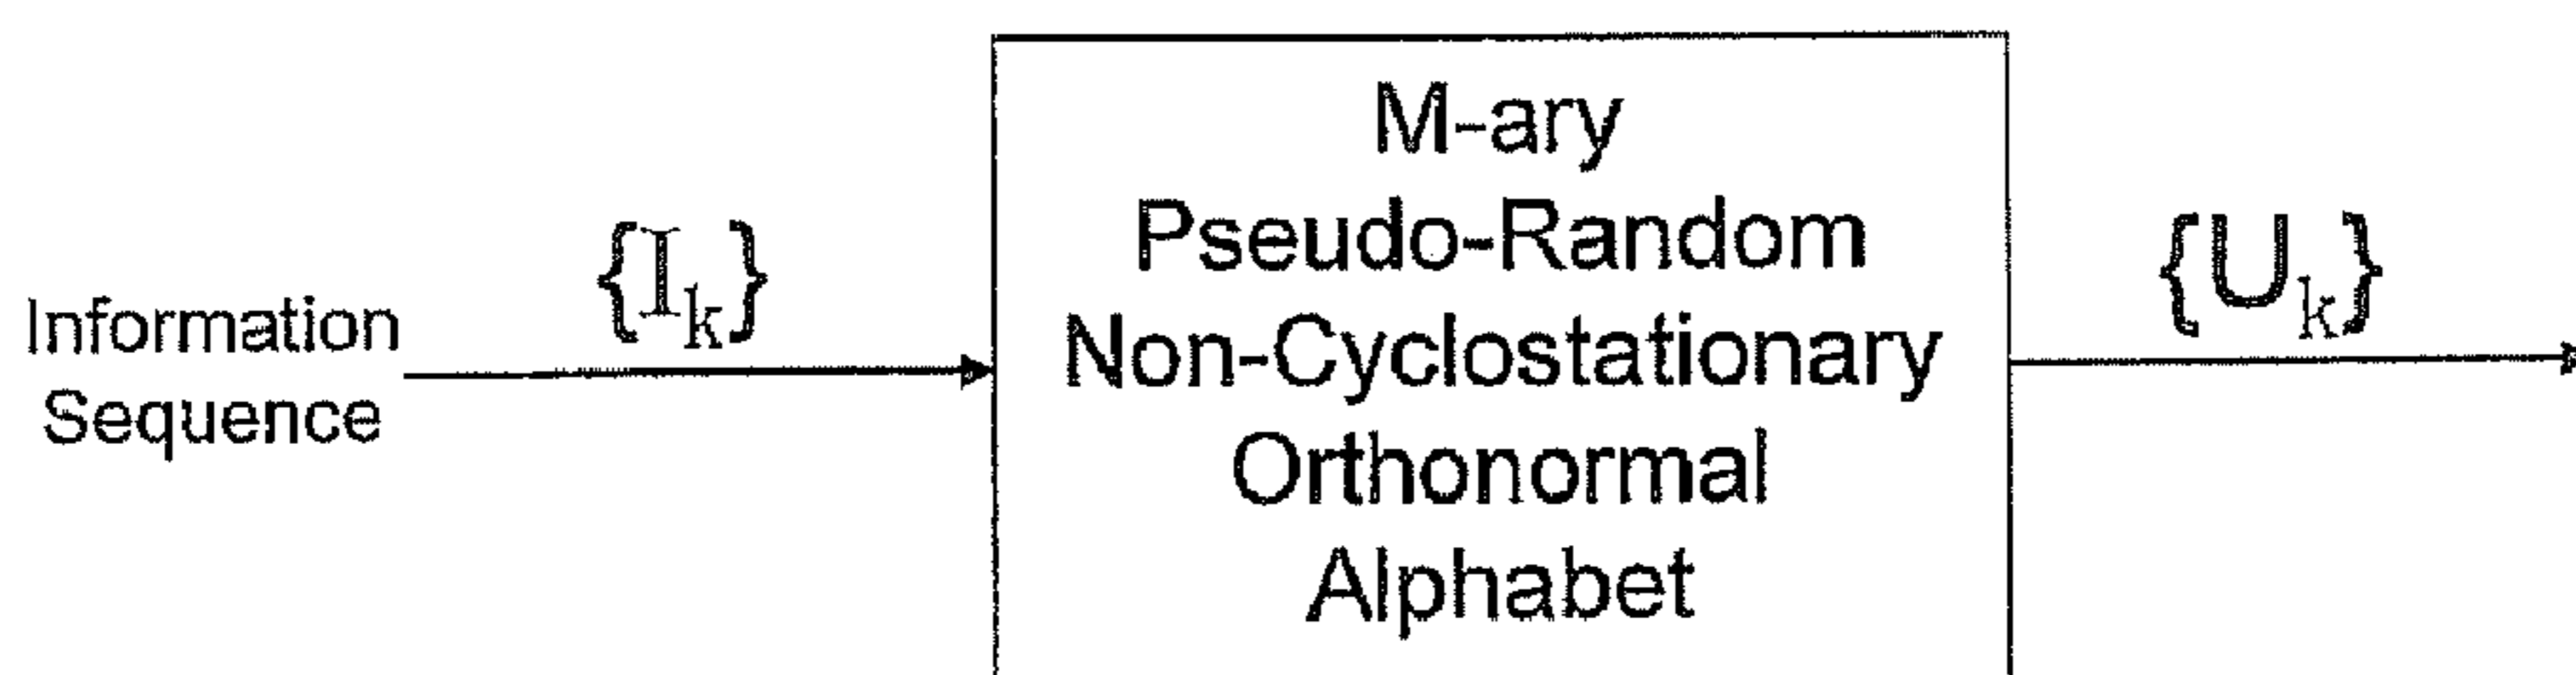 Information
Sequence
{I_k}
M-ary
Pseudo-Random
Non-Cyclostationary
Orthonormal
Alphabet
{U_k}